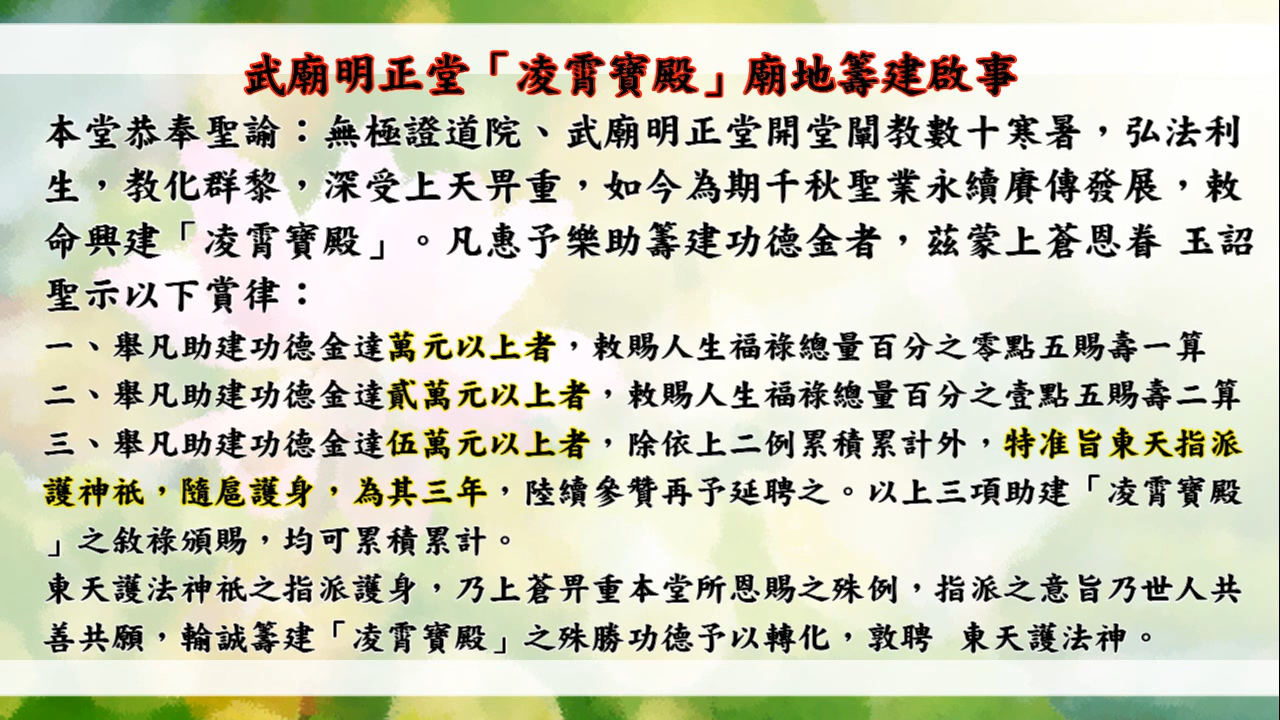 武廟明正堂「凌霄寶殿」廟地籌建啟事
本堂恭奉聖諭：無極證道院、武廟明正堂開堂闡教數十寒暑，弘法利
生，教化群黎，深受上天畀重，如今為期千秋聖業永續賡傳發展，敕
命興建「凌霄寶殿」。凡惠予樂助籌建功德金者，茲蒙上蒼恩眷 玉詔
聖示以下賞律：
一、舉凡助建功德金達萬元以上者，敕賜人生福祿總量百分之零點五賜壽一算
二、舉凡助建功德金達貳萬元以上者，敕賜人生福祿總量百分之壹點五賜壽二算
三、舉凡助建功德金達伍萬元以上者，除依上二例累積累計外，特准旨東天指派
護神祇，隨扈護身，為其三年，陸續參贊再予延聘之。以上三項助建「凌霄寶殿
」之敘祿頒賜，均可累積累計。
東天護法神祇之指派護身，乃上蒼畀重本堂所恩賜之殊例，指派之意旨乃世人共
善共願，輸誠籌建「凌霄寶殿」之殊勝功德予以轉化，敦聘 東天護法神。